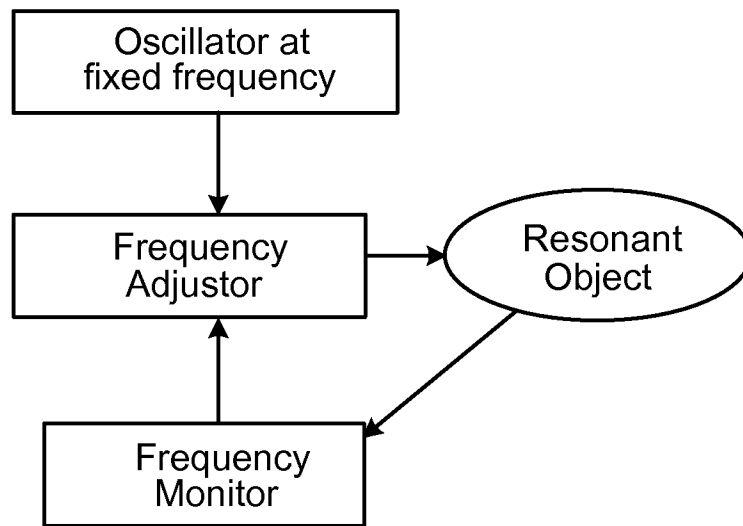 Oscillator at
fixed frequency
Frequency
Adjustor
Resonant
Object
Frequency
Monitor